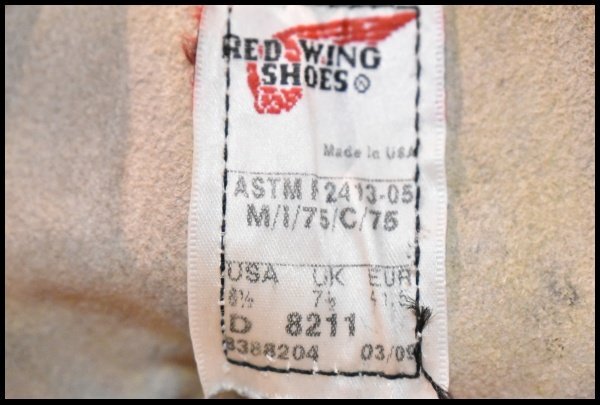 RED WING
SHOES®
Made in USA
ASTM F2413-05
M/I/75/C/75
USA UK EUR
8½ 7½ 41.5
D 8211
8388204 03/09